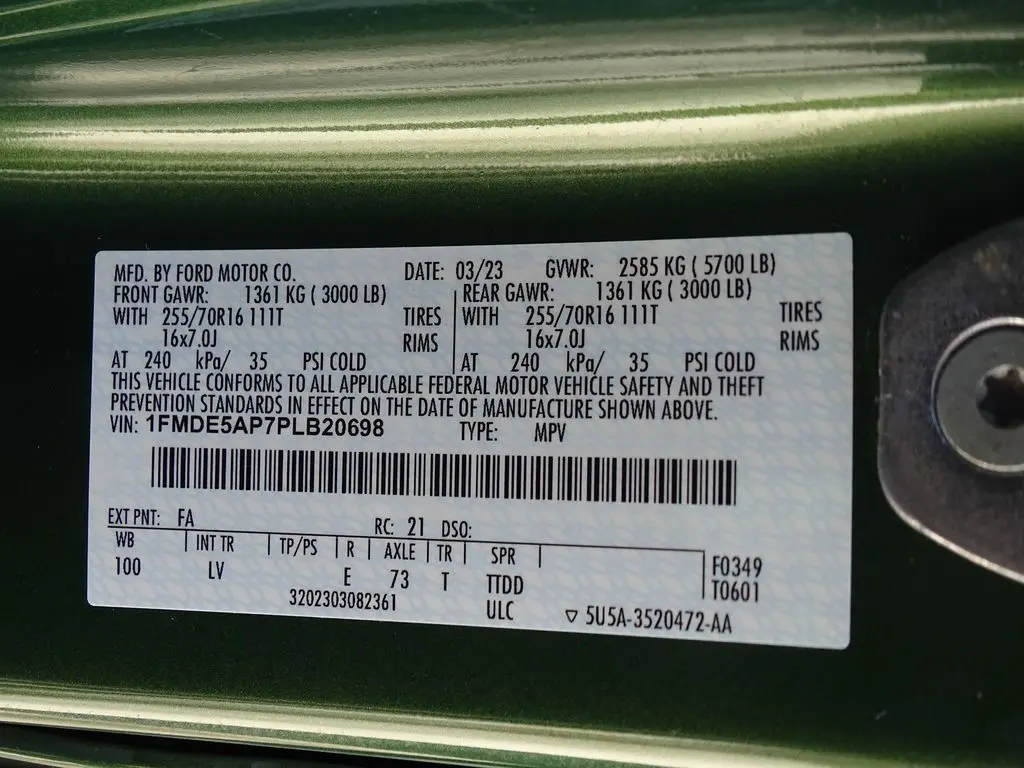 MFD. BY FORD MOTOR CO. DATE: 03/23 GVWR: 2585 KG ( 5700 LB)
FRONT GAWR: 1361 KG ( 3000 LB) REAR GAWR: 1361 KG ( 3000 LB)
WITH 255/70R16 111T TIRES WITH 255/70R16 111T TIRES
16x7.0J RIMS 16x7.0J RIMS
AT 240 kPa/ 35 PSI COLD AT 240 kPa/ 35 PSI COLD
THIS VEHICLE CONFORMS TO ALL APPLICABLE FEDERAL MOTOR VEHICLE SAFETY AND THEFT
PREVENTION STANDARDS IN EFFECT ON THE DATE OF MANUFACTURE SHOWN ABOVE.
VIN: 1FMDE5AP7PLB20698 TYPE: MPV
EXT PNT: FA RC: 21 DSO:
WB INT TR TP/PS R AXLE TR SPR F0349
100 LV E 73 T TTDD T0601
3202303082361 ULC ▽ 5U5A-3520472-AA